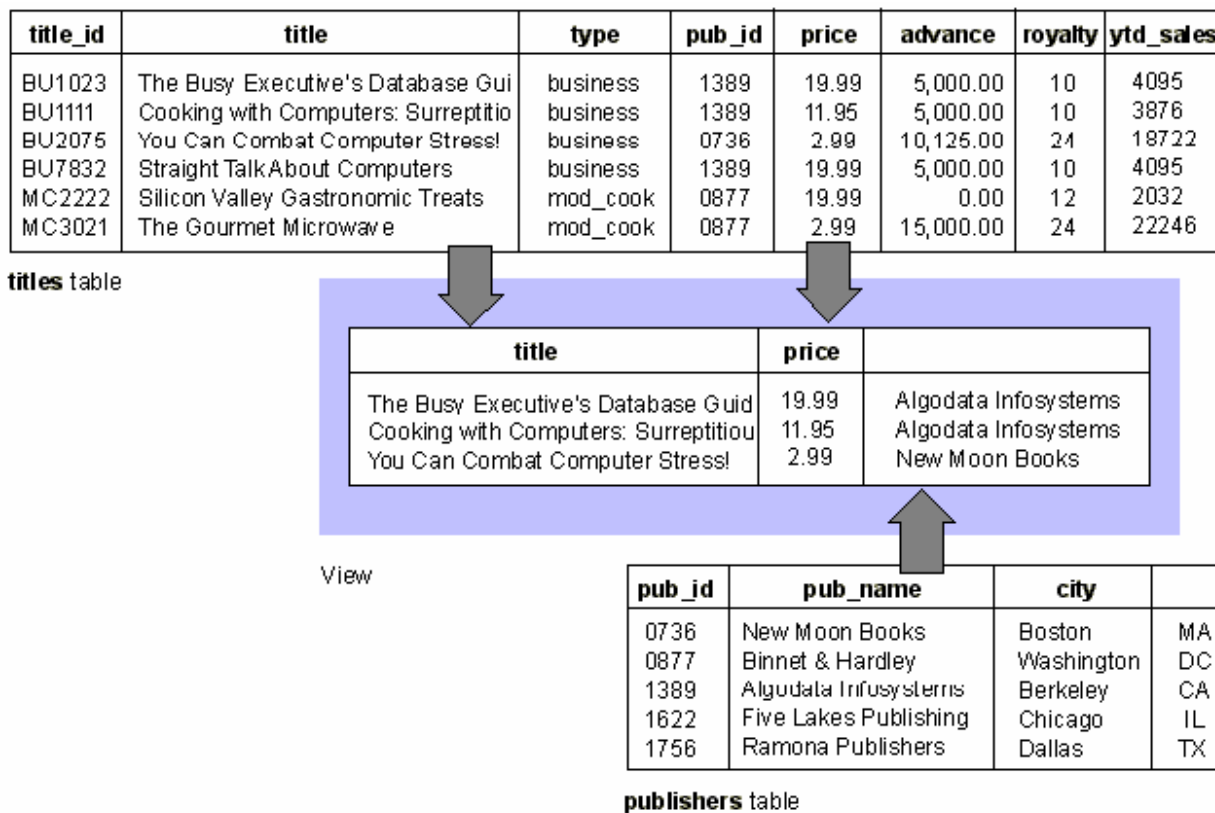 title_id title type pub_id price advance royalty ytd_sales
BU1023 The Busy Executive's Database Gui business 1389 19.99 5,000.00 10 4095
BU1111 Cooking with Computers: Surreptitio business 1389 11.95 5,000.00 10 3876
BU2075 You Can Combat Computer Stress! business 0736 2.99 10,125.00 24 18722
BU7832 Straight Talk About Computers business 1389 19.99 5,000.00 10 4095
MC2222 Silicon Valley Gastronomic Treats mod_cook 0877 19.99 0.00 12 2032
MC3021 The Gourmet Microwave mod_cook 0877 2.99 15,000.00 24 22246
titles table
title price
The Busy Executive's Database Guid 19.99 Algodata Infosystems
Cooking with Computers: Surreptitiou 11.95 Algodata Infosystems
You Can Combat Computer Stress! 2.99 New Moon Books
View
pub_id pub_name city
0736 New Moon Books Boston MA
0877 Binnet & Hardley Washington DC
1389 Algodata Infosystems Berkeley CA
1622 Five Lakes Publishing Chicago IL
1756 Ramona Publishers Dallas TX
publishers table